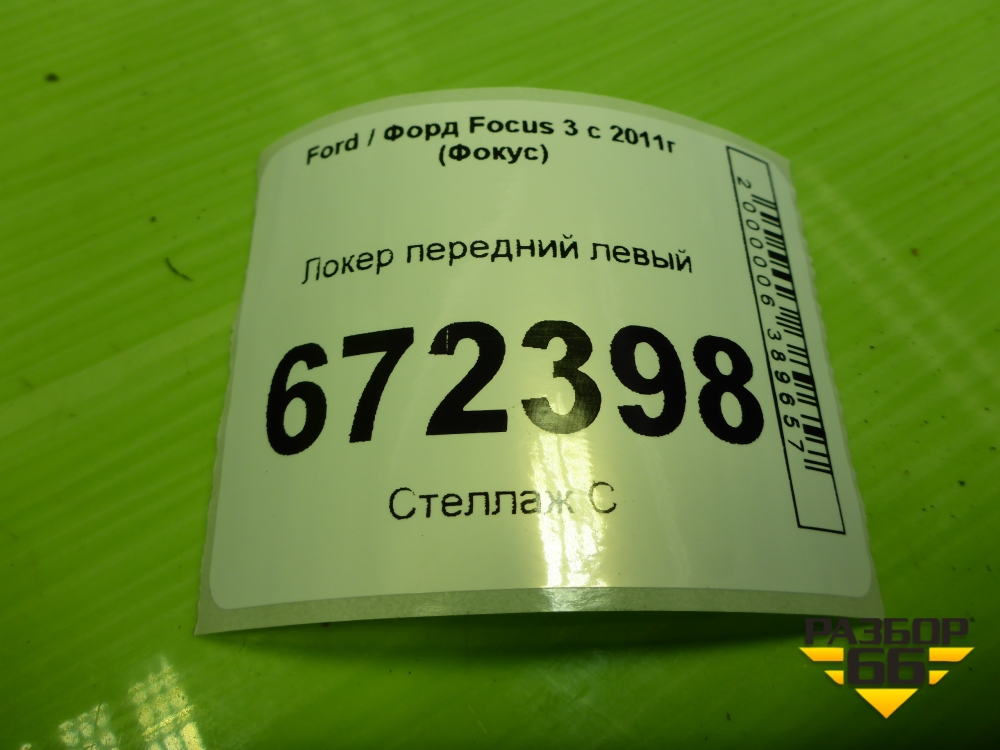 Ford / Форд Focus 3 с 2011г
(Фокус)
Локер передний левый
672398
Стеллаж С
2000006389657
РАЗБОР
66